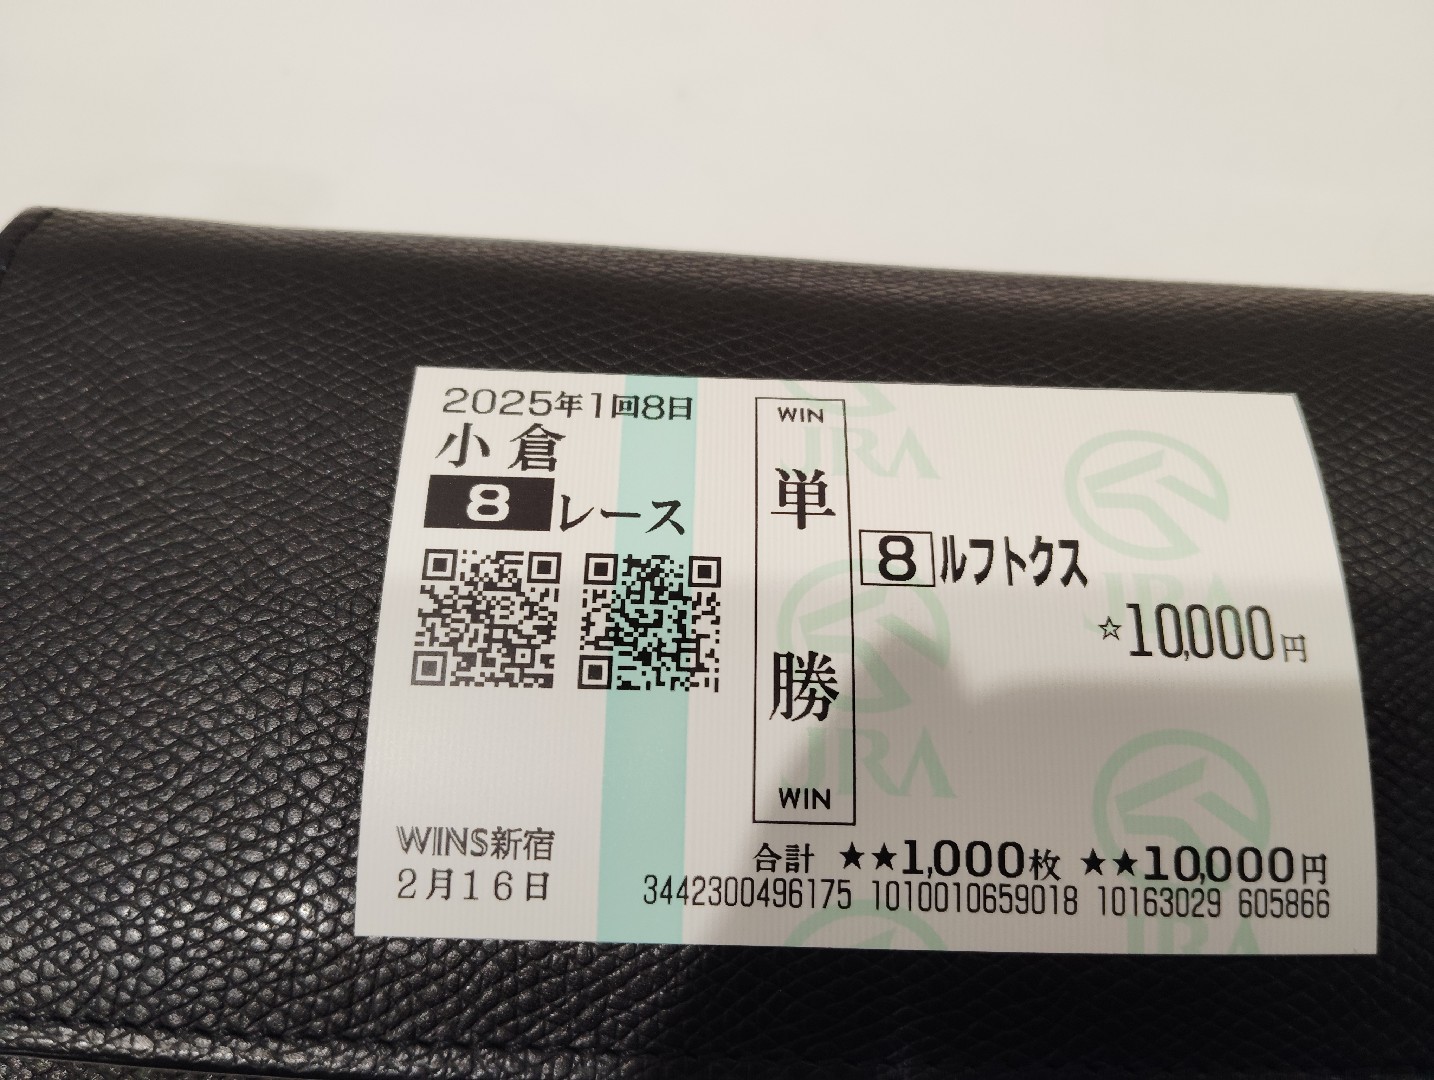 2025年1回8日
小倉
8レース
WIN
単勝
WIN
8ルフトクス
☆10,000円
WINS新宿
2月16日
合計 ★★1,000枚 ★★10,000円
3442300496175 1010010659018 10163029 605866
JRA
JRA
JRA
JRA